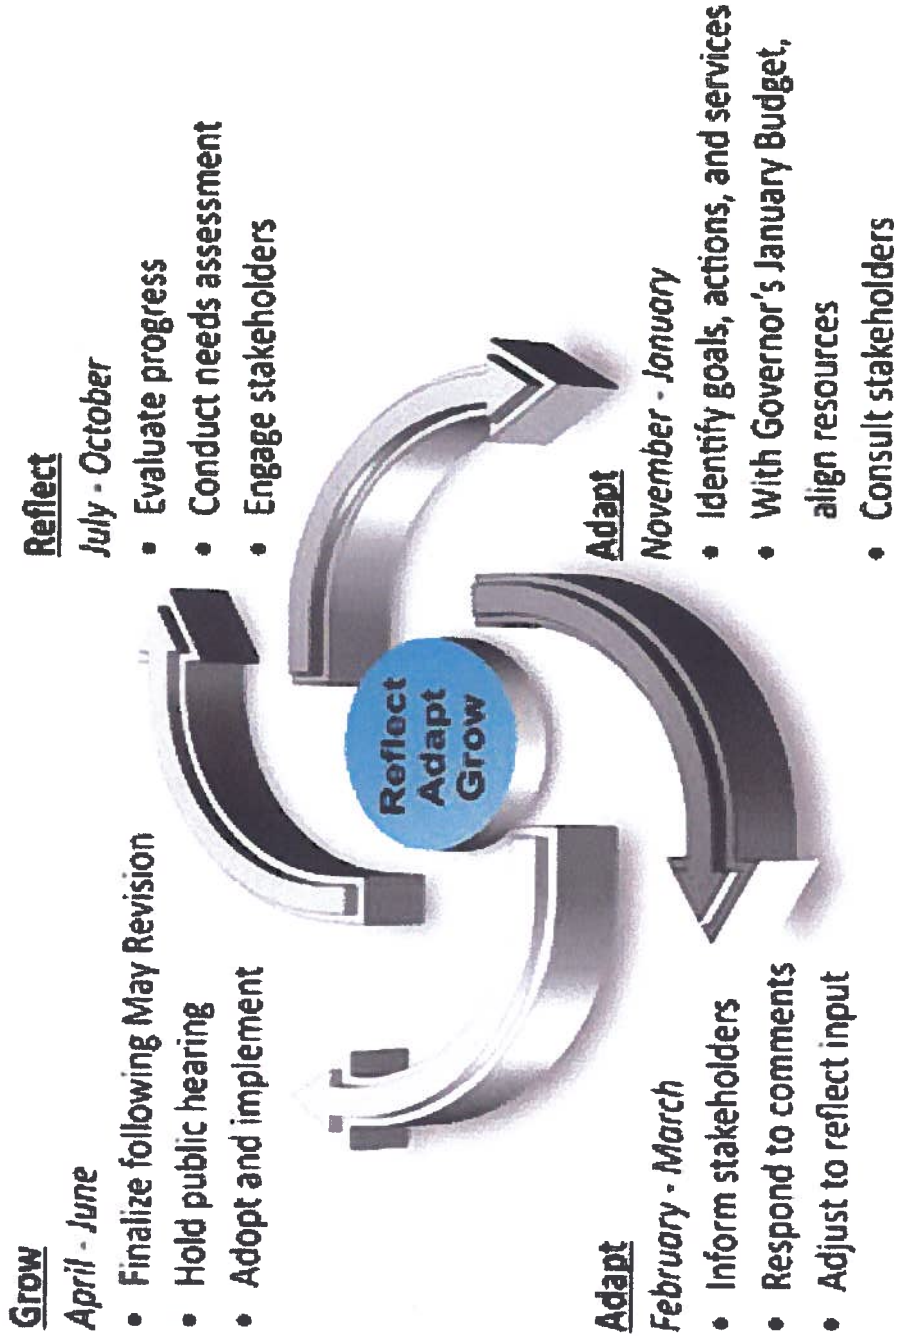 Grow
April - June
• Finalize following May Revision
• Hold public hearing
• Adopt and implement
Reflect
July - October
• Evaluate progress
• Conduct needs assessment
• Engage stakeholders
Reflect
Adapt
Grow
Adapt
February - March
• Inform stakeholders
• Respond to comments
• Adjust to reflect input
Adapt
November - January
• Identify goals, actions, and services
• With Governor's January Budget,
align resources
• Consult stakeholders